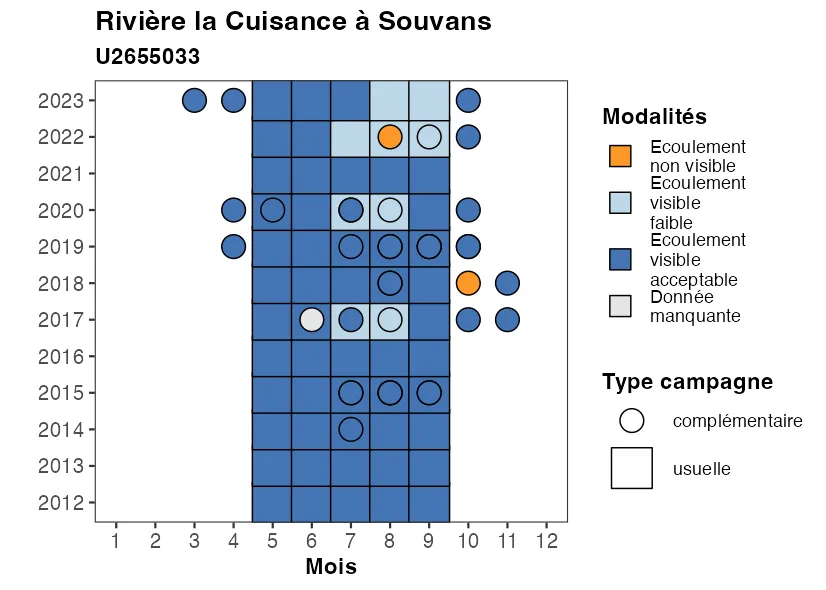 Rivière la Cuisance à Souvans
U2655033
2023
2022
2021
2020
2019
2018
2017
2016
2015
2014
2013
2012
1 2 3 4 5 6 7 8 9 10 11 12
Mois
Modalités
Ecoulement
non visible
Ecoulement
visible
faible
Ecoulement
visible
acceptable
Donnée
manquante
Type campagne
complémentaire
usuelle